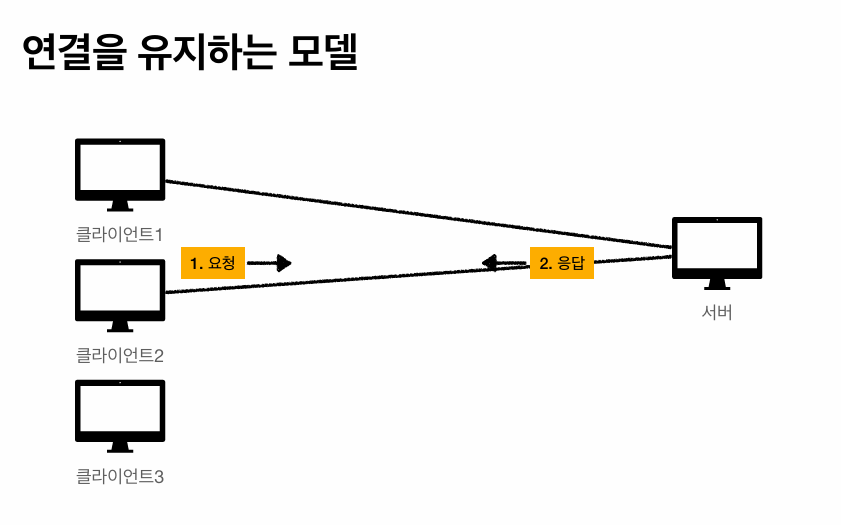 연결을 유지하는 모델
클라이언트1
1. 요청
2. 응답
클라이언트2
서버
클라이언트3